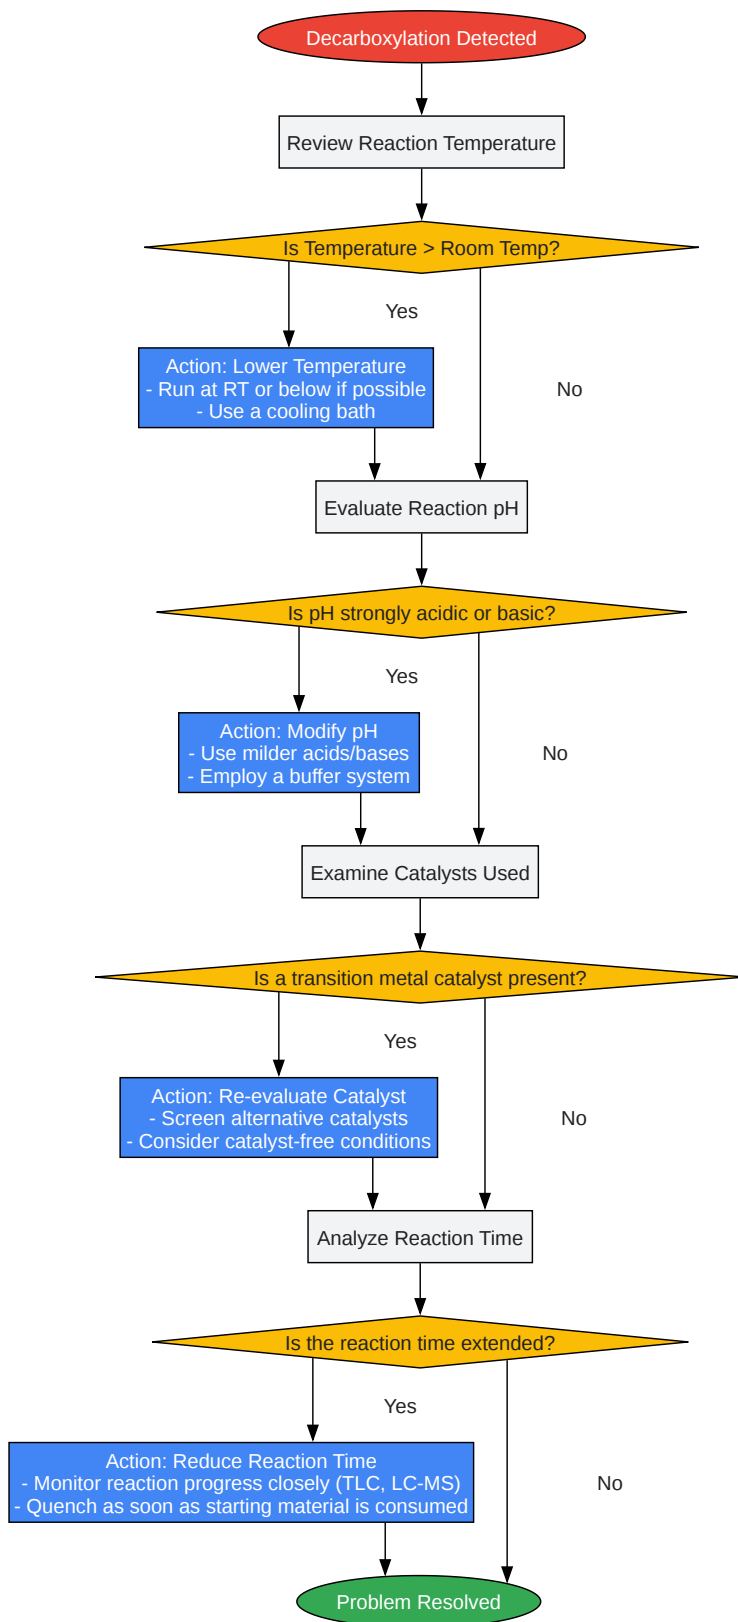 Decarboxylation Detected
Review Reaction Temperature
Is Temperature > Room Temp?
Yes
Action: Lower Temperature
- Run at RT or below if possible
- Use a cooling bath
No
Evaluate Reaction pH
Is pH strongly acidic or basic?
Yes
Action: Modify pH
- Use milder acids/bases
- Employ a buffer system
No
Examine Catalysts Used
Is a transition metal catalyst present?
Yes
Action: Re-evaluate Catalyst
- Screen alternative catalysts
- Consider catalyst-free conditions
No
Analyze Reaction Time
Is the reaction time extended?
Yes
Action: Reduce Reaction Time
- Monitor reaction progress closely (TLC, LC-MS)
- Quench as soon as starting material is consumed
No
Problem Resolved